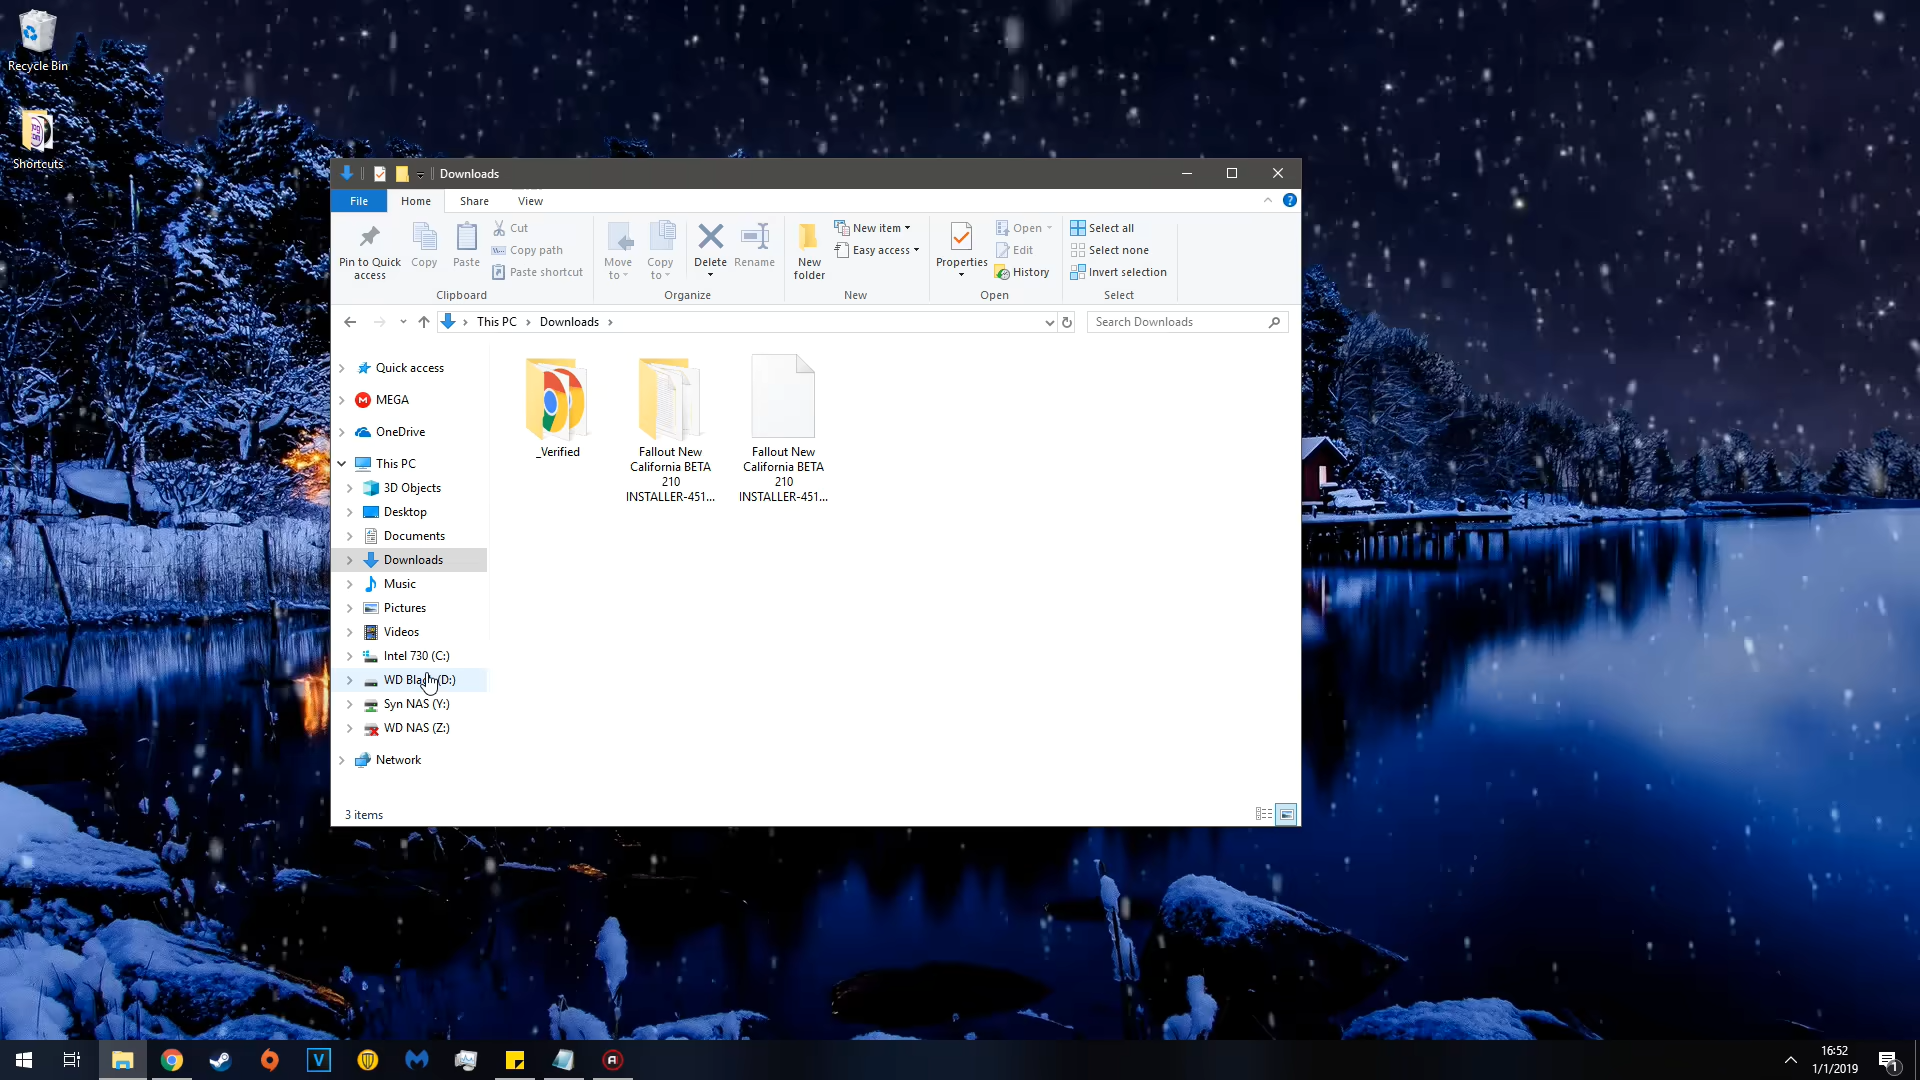 Recycle Bin
Shortcuts
Downloads
File
Home
Share
View
?
Pin to Quick
access
Copy
Paste
Cut
Copy path
Paste shortcut
Clipboard
Move
to
Copy
to
Delete
Rename
Organize
New
folder
New item
Easy access
New
Properties
Open
Edit
History
Open
Select all
Select none
Invert selection
Select
This PC
Downloads
Search Downloads
Quick access
MEGA
OneDrive
This PC
3D Objects
Desktop
Documents
Downloads
Music
Pictures
Videos
Intel 730 (C:)
WD Black (D:)
Syn NAS (Y:)
WD NAS (Z:)
Network
_Verified
Fallout New
California BETA
210
INSTALLER-451...
Fallout New
California BETA
210
INSTALLER-451...
3 items
16:52
1/1/2019
1